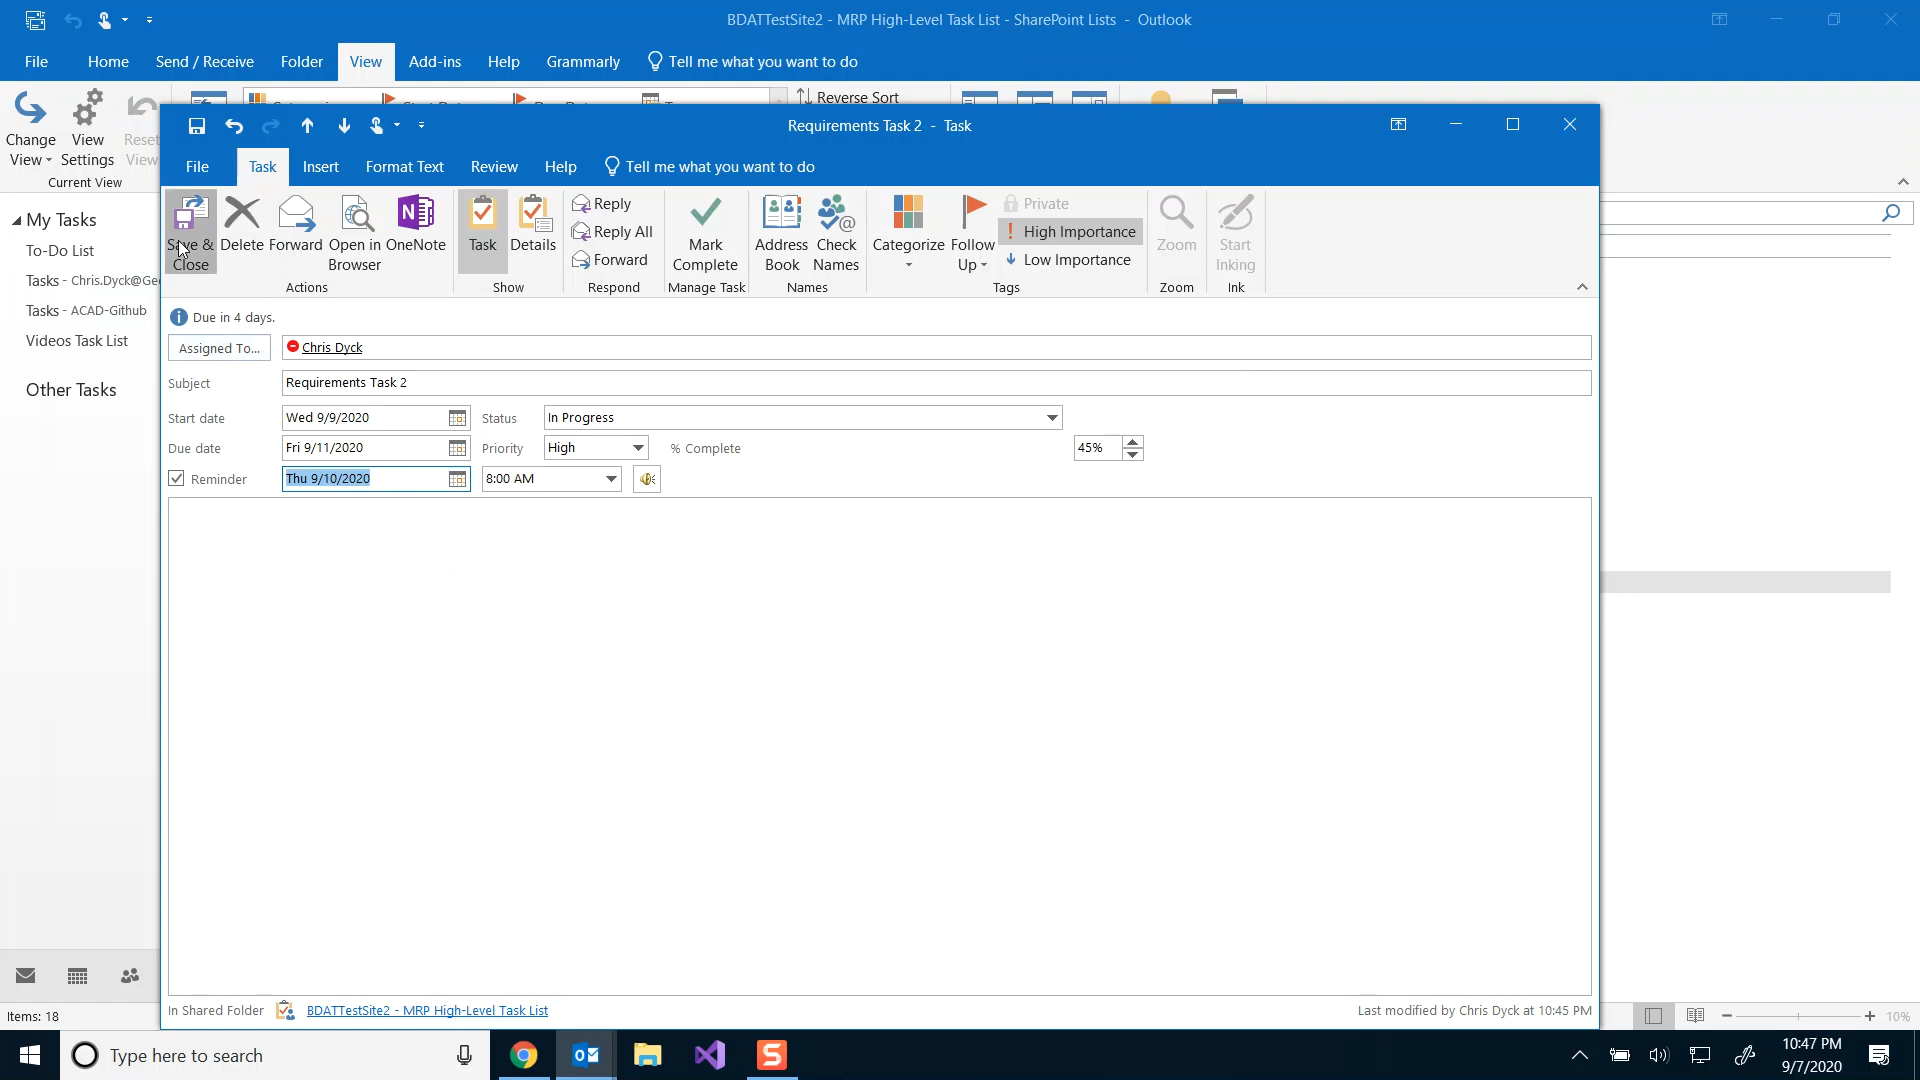 BDATTestSite2 - MRP High-Level Task List - SharePoint Lists - Outlook
File Home Send / Receive Folder View Add-ins Help Grammarly Tell me what you want to do
Change View View Settings Reset View Reverse Sort
Current View
Requirements Task 2 - Task
File Task Insert Format Text Review Help Tell me what you want to do
Save & Close Delete Forward Open in Browser OneNote Task Details Reply Reply All Forward Mark Complete Address Book Check Names Categorize Follow Up Private High Importance Low Importance Zoom Start Inking
Actions Show Respond Manage Task Names Tags Zoom Ink
My Tasks
To-Do List
Tasks - Chris.Dyck@Ge
Tasks - ACAD-Github
Videos Task List
Other Tasks
Due in 4 days.
Assigned To... Chris Dyck
Subject Requirements Task 2
Start date Wed 9/9/2020 Status In Progress
Due date Fri 9/11/2020 Priority High % Complete 45%
Reminder Thu 9/10/2020 8:00 AM
In Shared Folder BDATTestSite2 - MRP High-Level Task List Last modified by Chris Dyck at 10:45 PM
Items: 18 10%
Type here to search 10:47 PM
9/7/2020